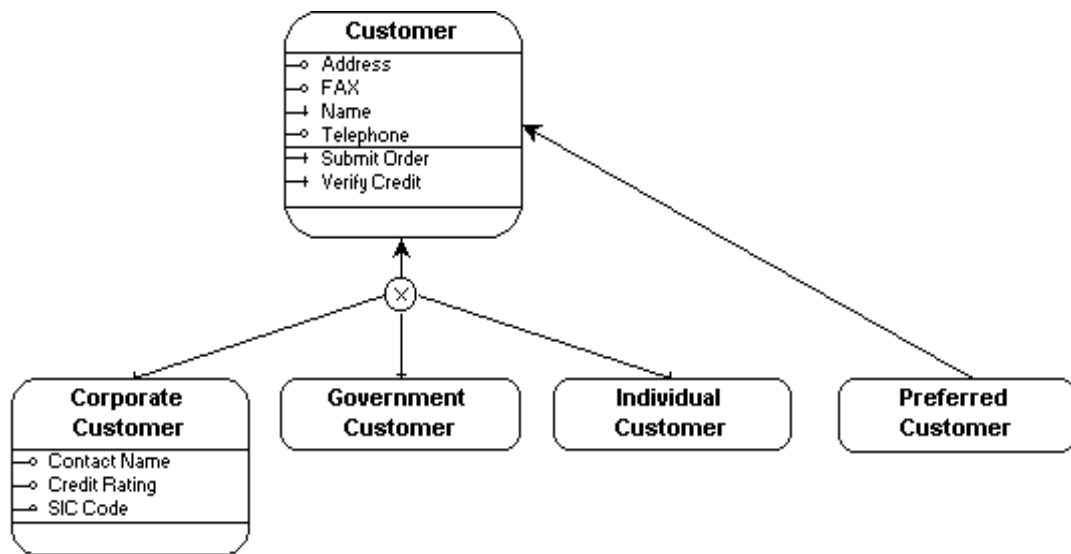 Customer
Address
FAX
Name
Telephone
Submit Order
Verify Credit
Corporate
Customer
Contact Name
Credit Rating
SIC Code
Government
Customer
Individual
Customer
Preferred
Customer